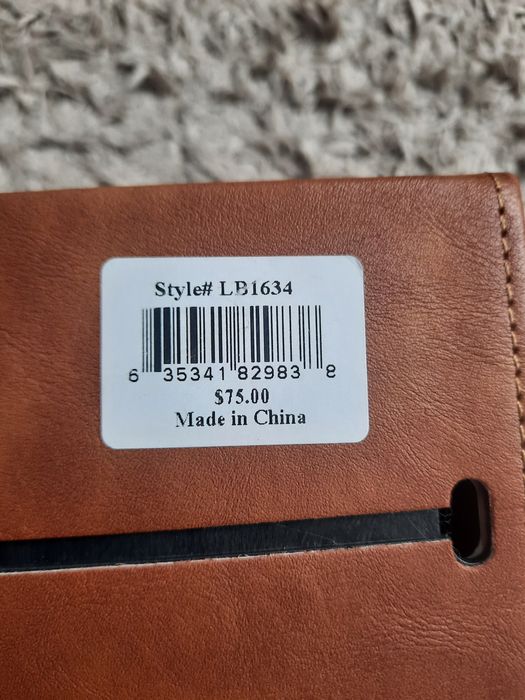 Style# LB1634
6 35341 82983 8
$75.00
Made in China